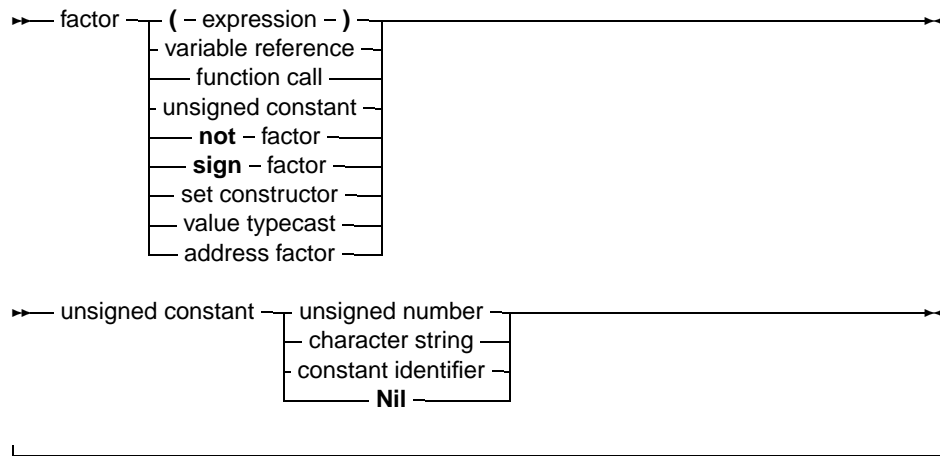 factor ( expression )
variable reference
function call
unsigned constant
not factor
sign factor
set constructor
value typecast
address factor
unsigned constant unsigned number
character string
constant identifier
Nil